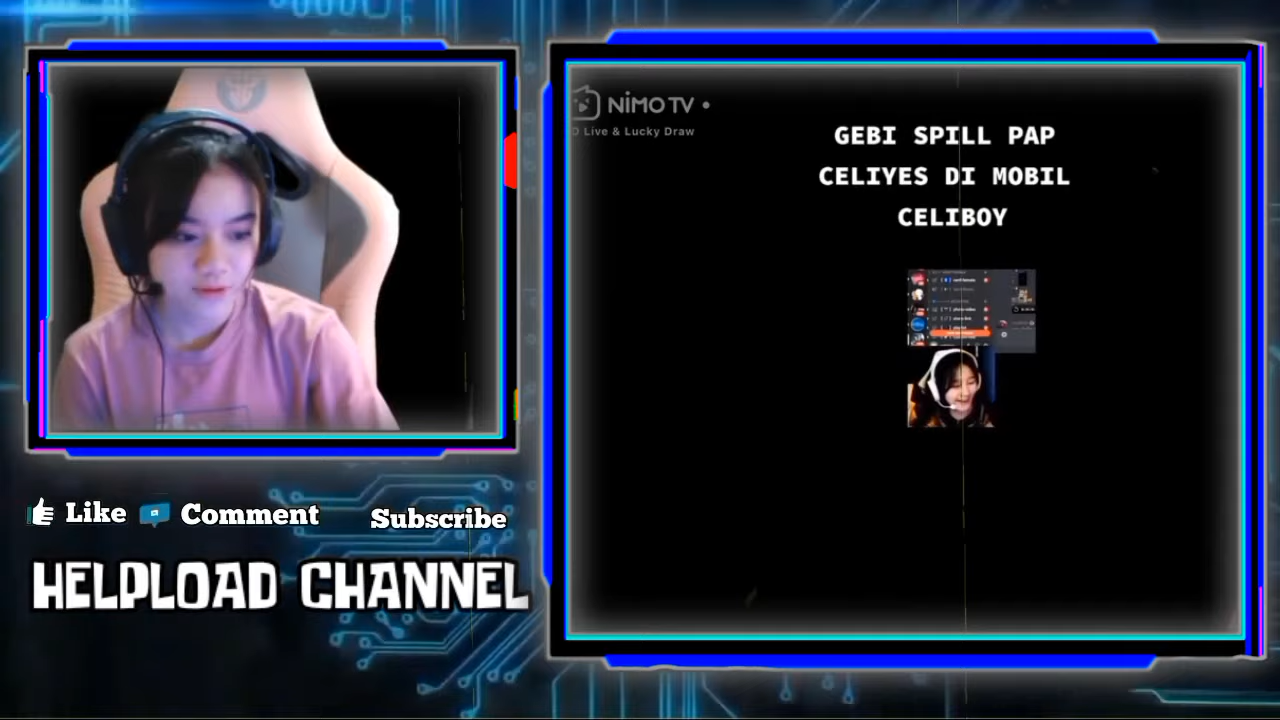 NIMO TV
Live & Lucky Draw
GEBI SPILL PAP
CELIYES DI MOBIL
CELIBOY
Like
Comment
Subscribe
HELPLOAD CHANNEL